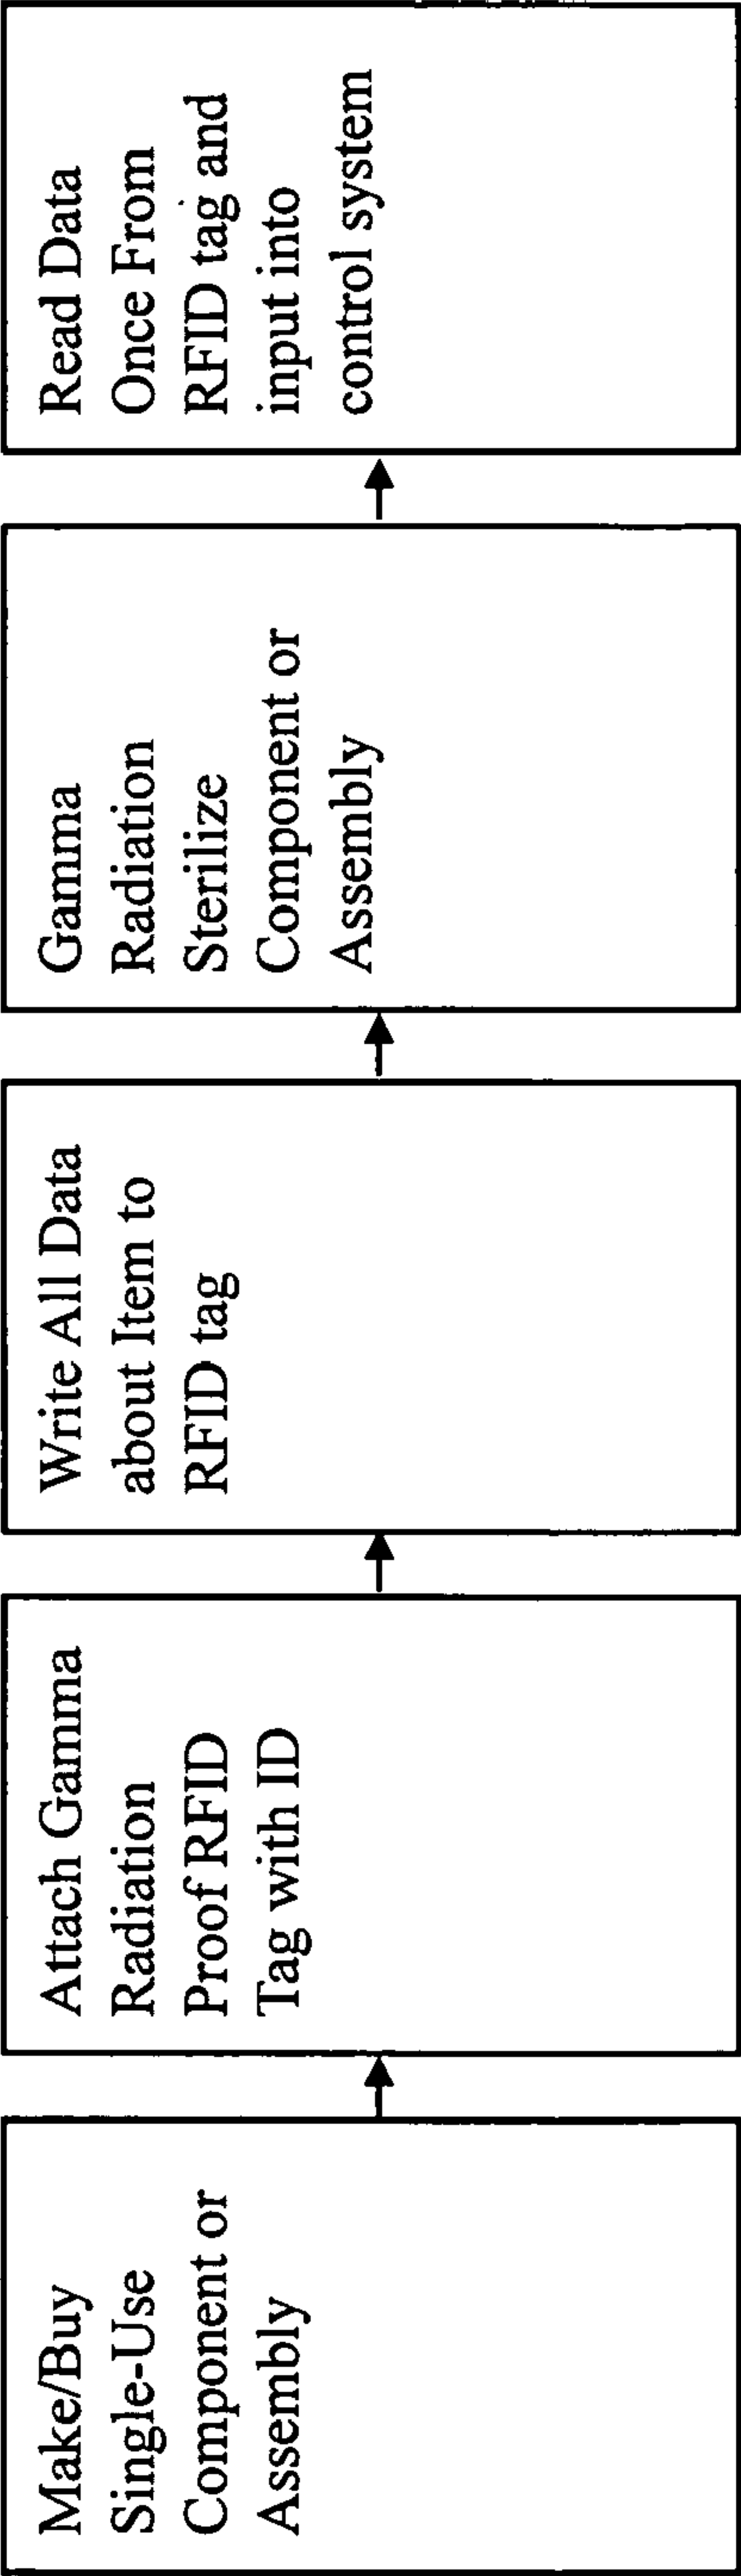 Make/Buy
Single-Use
Component or
Assembly
Attach Gamma
Radiation
Proof RFID
Tag with ID
Write All Data
about Item to
RFID tag
Gamma
Radiation
Sterilize
Component or
Assembly
Read Data
Once From
RFID tag and
input into
control system